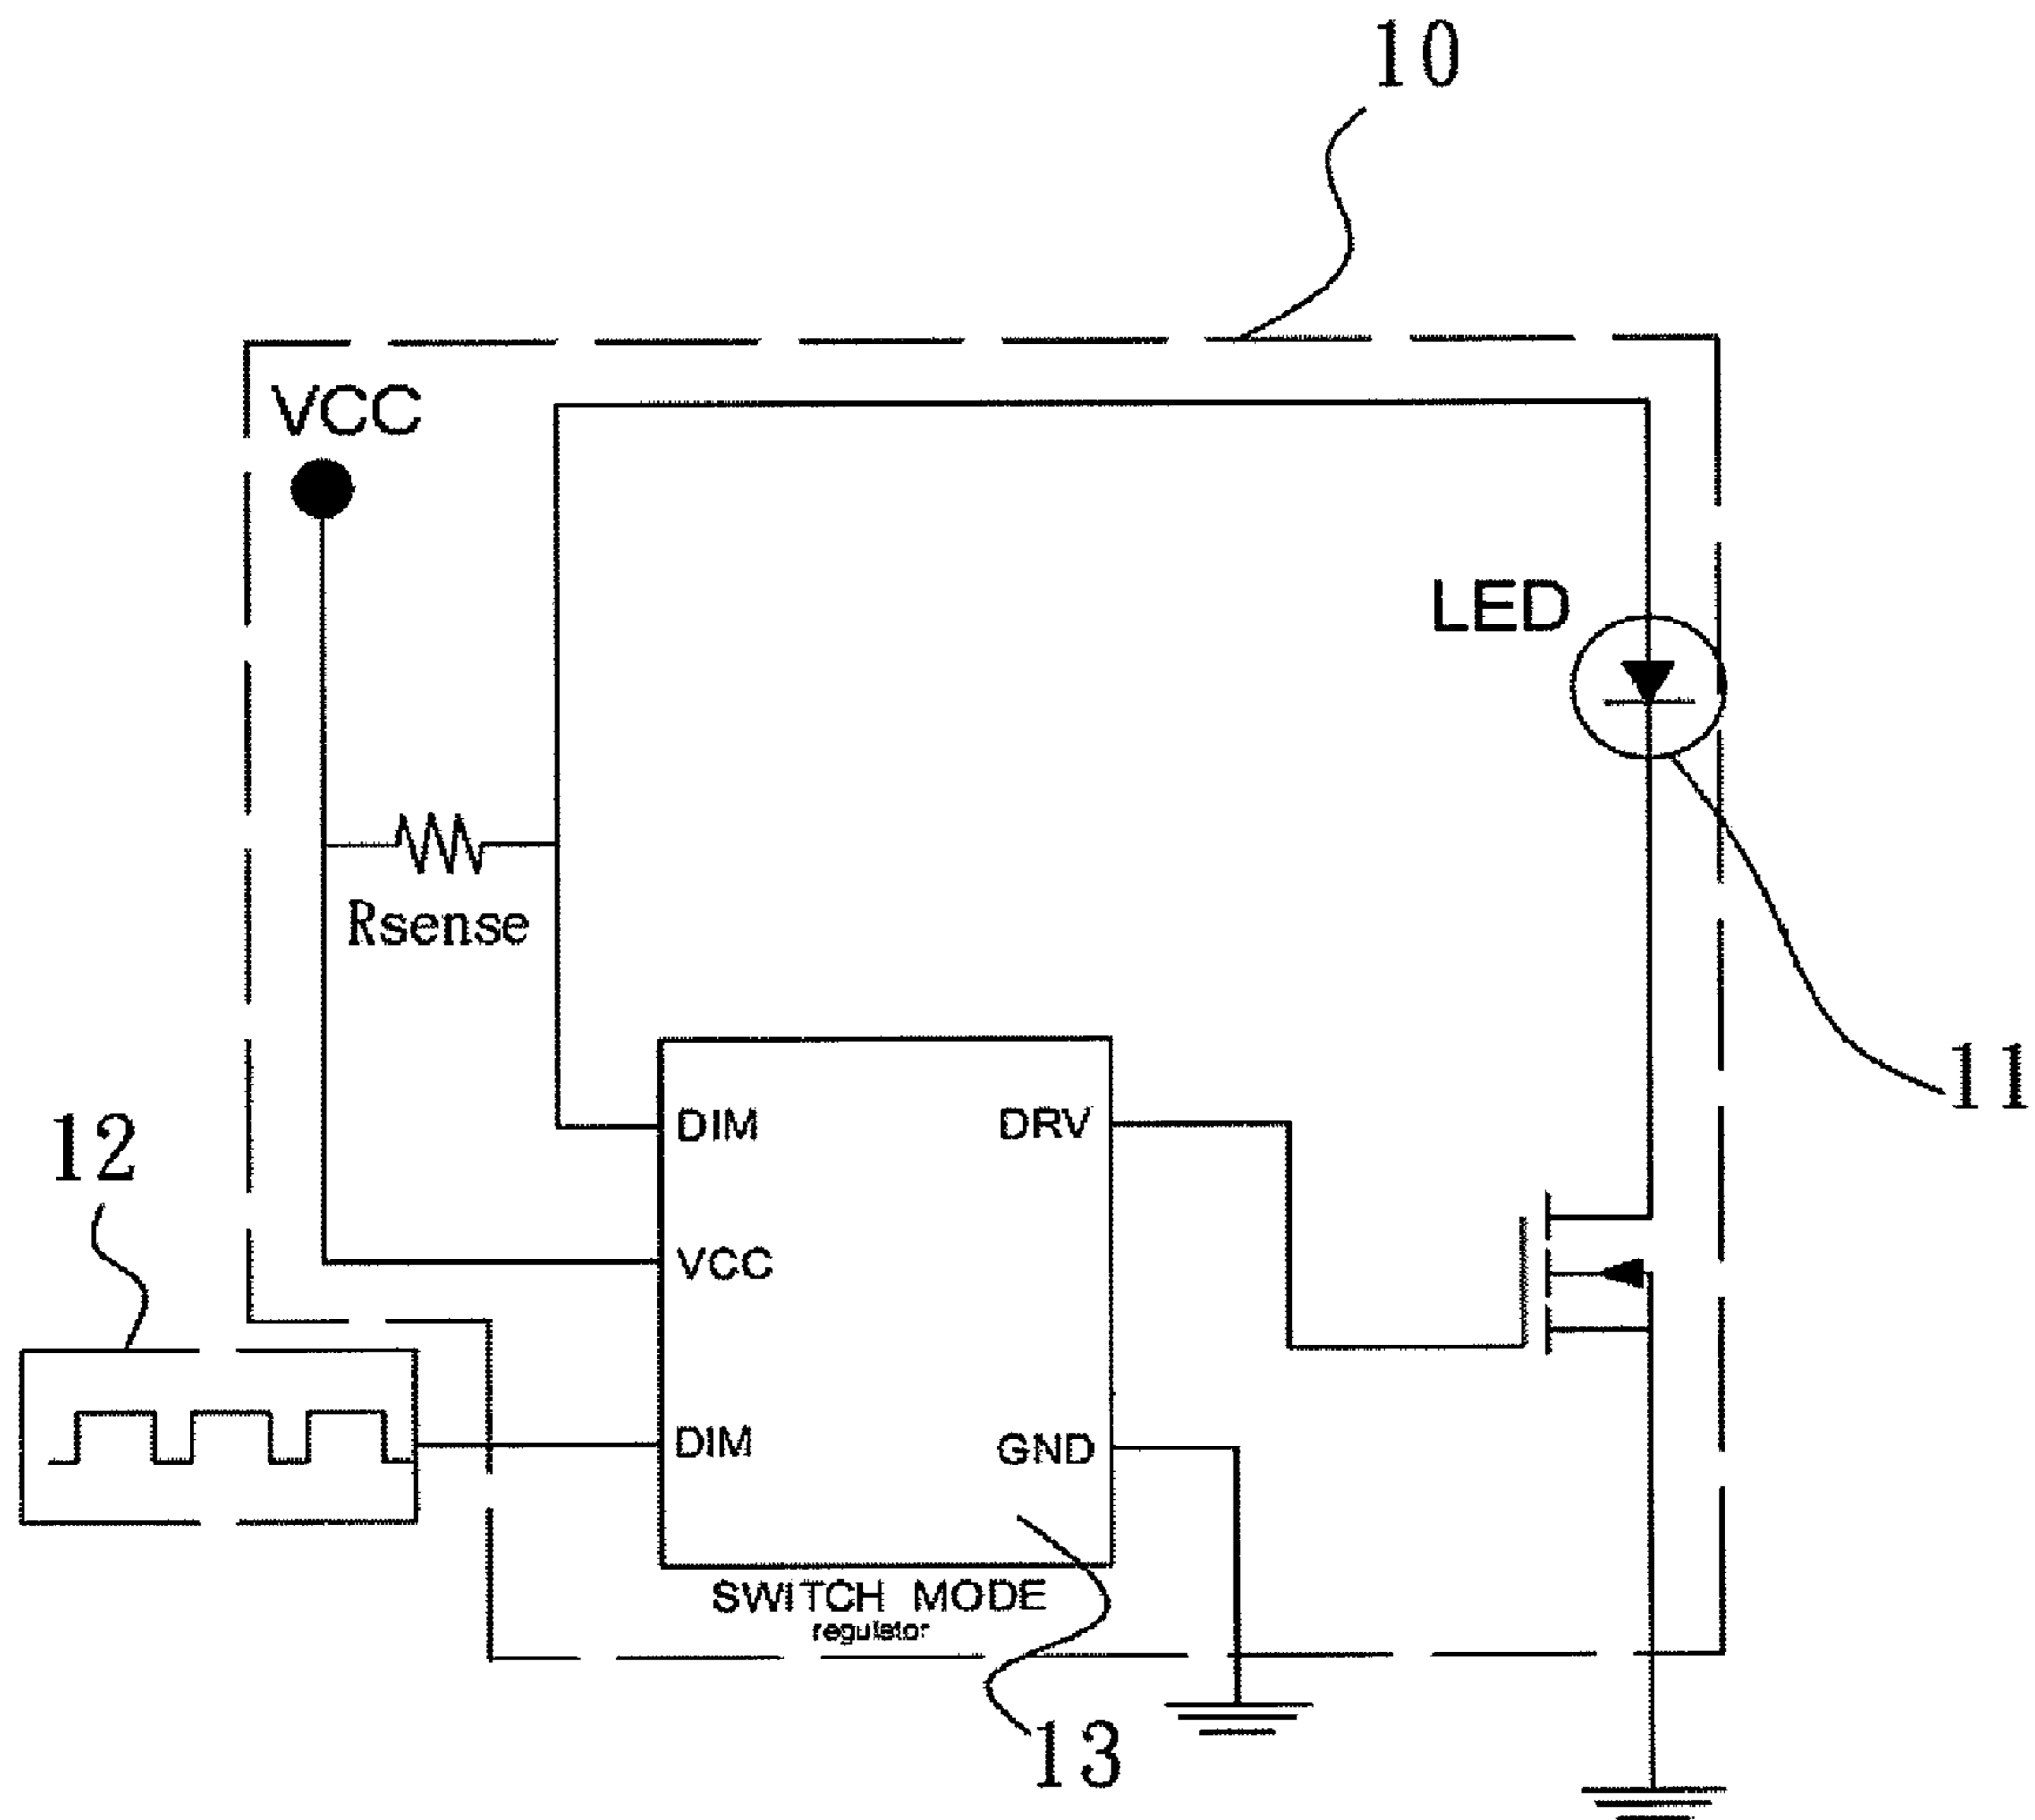 10
VCC
LED
Rsense
11
12
DIM
DRV
VCC
DIM
GND
SWITCH MODE
regulator
13